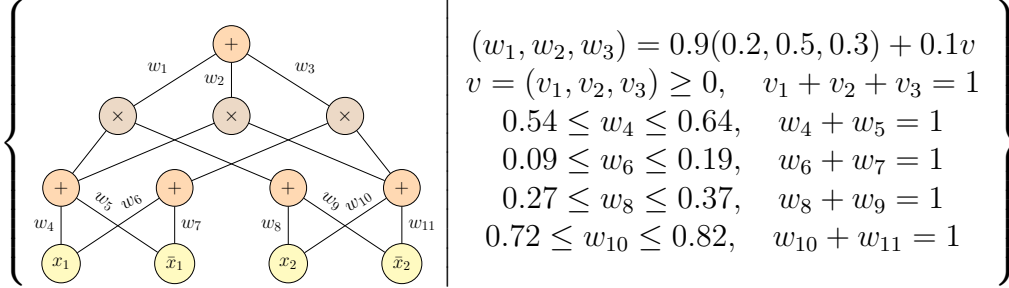 +
w₁ w₂ w₃
× × ×
+ + + +
w₄ w₅ w₆ w₇ w₈ w₉ w₁₀ w₁₁
x₁ x̄₁ x₂ x̄₂
(w₁, w₂, w₃) = 0.9(0.2, 0.5, 0.3) + 0.1v
v = (v₁, v₂, v₃) ≥ 0, v₁ + v₂ + v₃ = 1
0.54 ≤ w₄ ≤ 0.64, w₄ + w₅ = 1
0.09 ≤ w₆ ≤ 0.19, w₆ + w₇ = 1
0.27 ≤ w₈ ≤ 0.37, w₈ + w₉ = 1
0.72 ≤ w₁₀ ≤ 0.82, w₁₀ + w₁₁ = 1